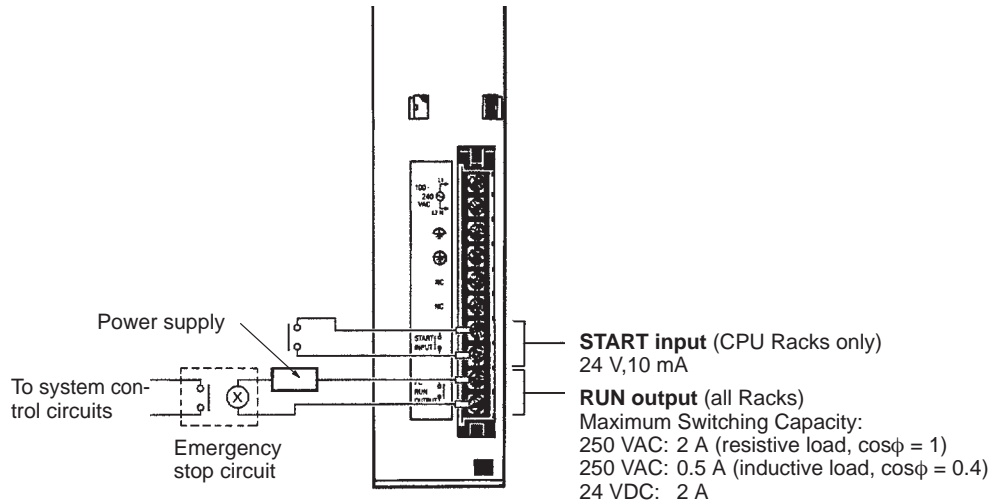 100-
240
VAC
L1
L2 N
NC
NC
START
INPUT
RUN
OUTPUT
Power supply
To system con-
trol circuits
X
Emergency
stop circuit
START input (CPU Racks only)
24 V,10 mA
RUN output (all Racks)
Maximum Switching Capacity:
250 VAC: 2 A (resistive load, cosϕ = 1)
250 VAC: 0.5 A (inductive load, cosϕ = 0.4)
24 VDC: 2 A